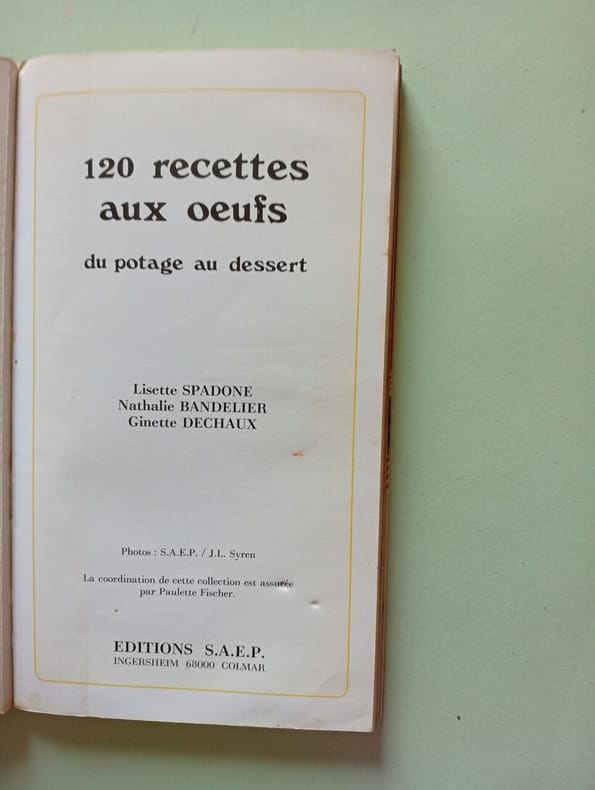 120 recettes
aux oeufs
du potage au dessert
Lisette SPADONE
Nathalie BANDELIER
Ginette DECHAUX
Photos : S.A.E.P. / J.L. Syren
La coordination de cette collection est assurée
par Paulette Fischer.
EDITIONS S.A.E.P.
INGERSHEIM 68000 COLMAR